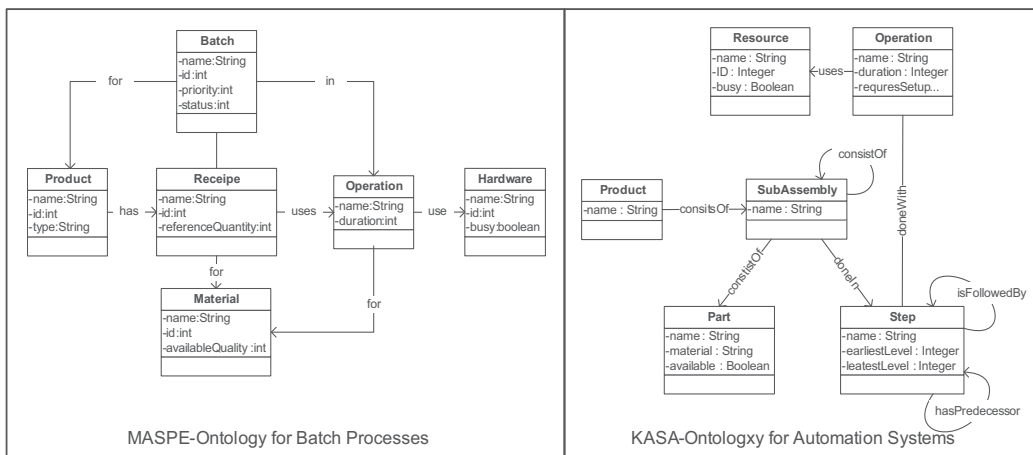 Batch
-name:String
-id:int
-priority:int
-status:int
for
in
Product
-name:String
-id:int
-type:String
has
Receipe
-name:String
-id:int
-referenceQuantity:int
uses
Operation
-name:String
-duration:int
use
Hardware
-name:String
-id:int
-busy:boolean
for
for
Material
-name:String
-id:int
-availableQuality :int
MASPE-Ontology for Batch Processes
Resource
-name : String
-ID : Integer
-busy : Boolean
uses
Operation
-name : String
-duration : Integer
-requresSetup...
consistOf
Product
-name : String
consitsOf
SubAssembly
-name : String
doneWith
constistOf
doneIn
isFollowedBy
Part
-name : String
-material : String
-available : Boolean
Step
-name : String
-earliestLevel : Integer
-leatestLevel : Integer
hasPredecessor
KASA-Ontologxy for Automation Systems